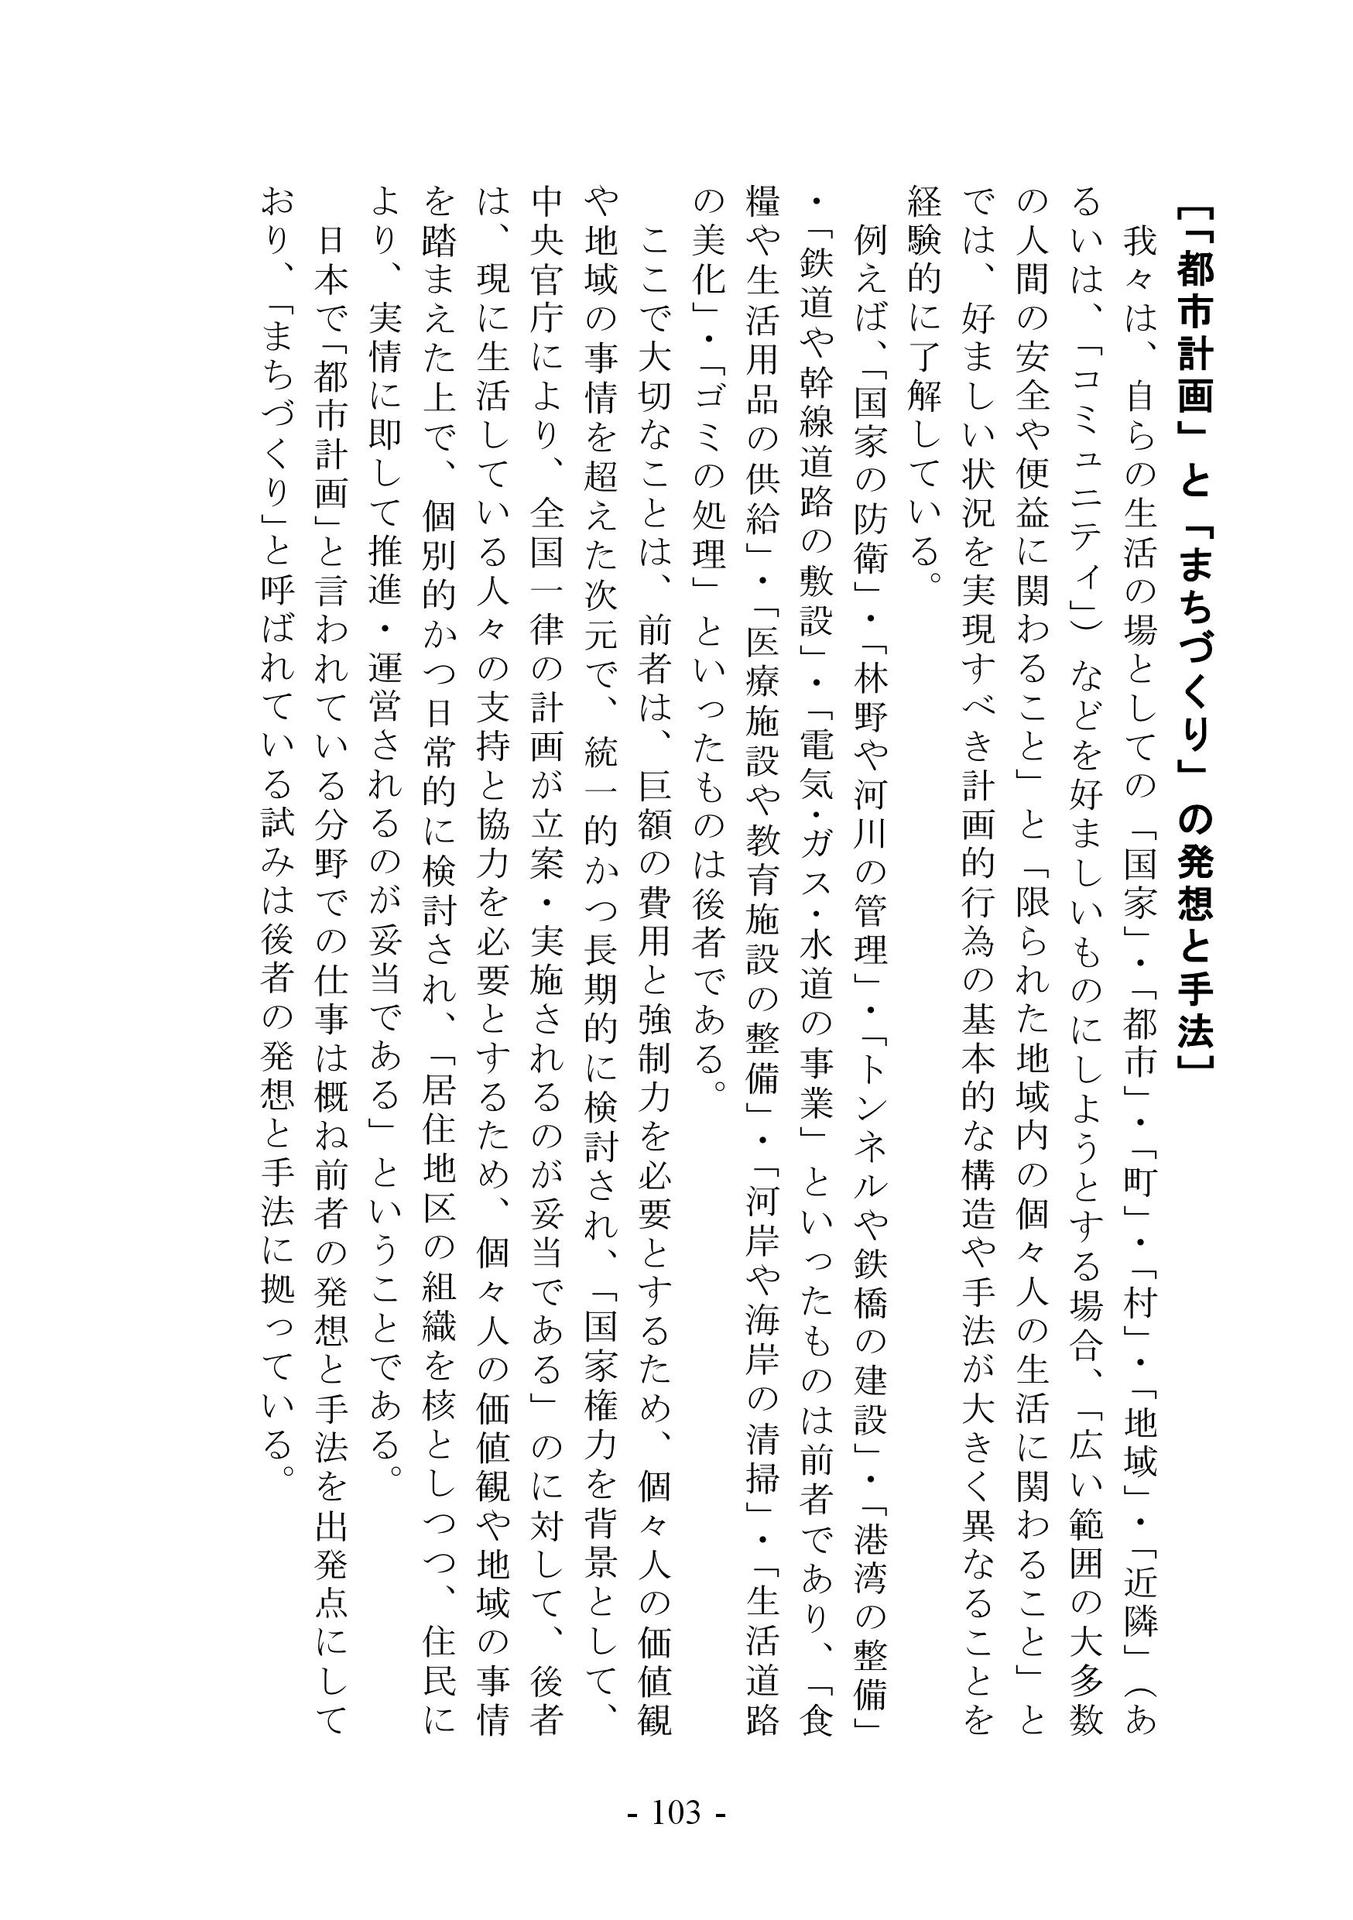 ［「都市計画」と「まちづくり」の発想と手法］
我々は、自らの生活の場としての「国家」・「都市」・「町」・「村」・「地域」・「近隣」（あ
るいは、「コミュニティ」）などを好ましいものにしようとする場合、「広い範囲の大多数
の人間の安全や便益に関わること」と「限られた地域内の個々人の生活に関わること」と
では、好ましい状況を実現すべき計画的行為の基本的な構造や手法が大きく異なることを
経験的に了解している。
例えば、「国家の防衛」・「林野や河川の管理」・「トンネルや鉄橋の建設」・「港湾の整備」
・「鉄道や幹線道路の敷設」・「電気・ガス・水道の事業」といったものは前者であり、「食
糧や生活用品の供給」・「医療施設や教育施設の整備」・「河岸や海岸の清掃」・「生活道路
の美化」・「ゴミの処理」といったものは後者である。
ここで大切なことは、前者は、巨額の費用と強制力を必要とするため、個々人の価値観
や地域の事情を超えた次元で、統一的かつ長期的に検討され、「国家権力を背景として、
中央官庁により、全国一律の計画が立案・実施されるのが妥当である」のに対して、後者
は、現に生活している人々の支持と協力を必要とするため、個々人の価値観や地域の事情
を踏まえた上で、個別的かつ日常的に検討され、「居住地区の組織を核としつつ、住民に
より、実情に即して推進・運営されるのが妥当である」ということである。
日本で「都市計画」と言われている分野での仕事は概ね前者の発想と手法を出発点にして
おり、「まちづくり」と呼ばれている試みは後者の発想と手法に拠っている。
- 103 -